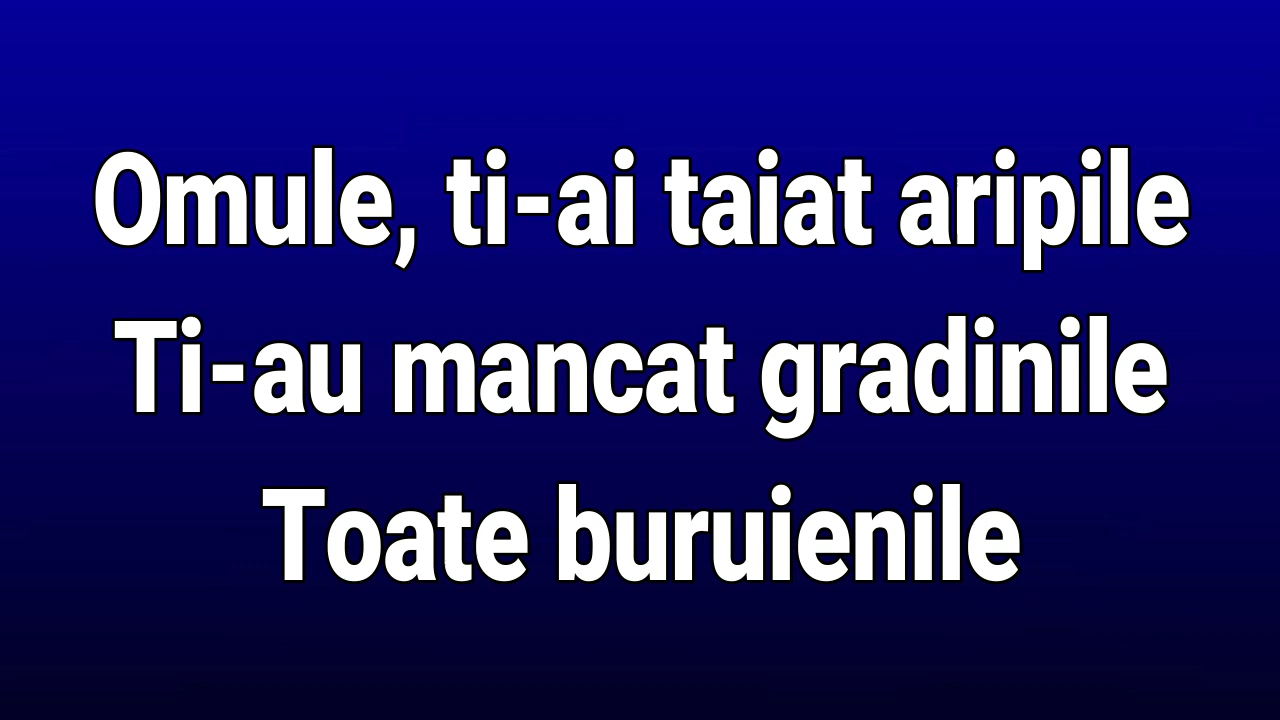 Omule, ti-ai taiat aripile
Ti-au mancat gradinile
Toate buruienile